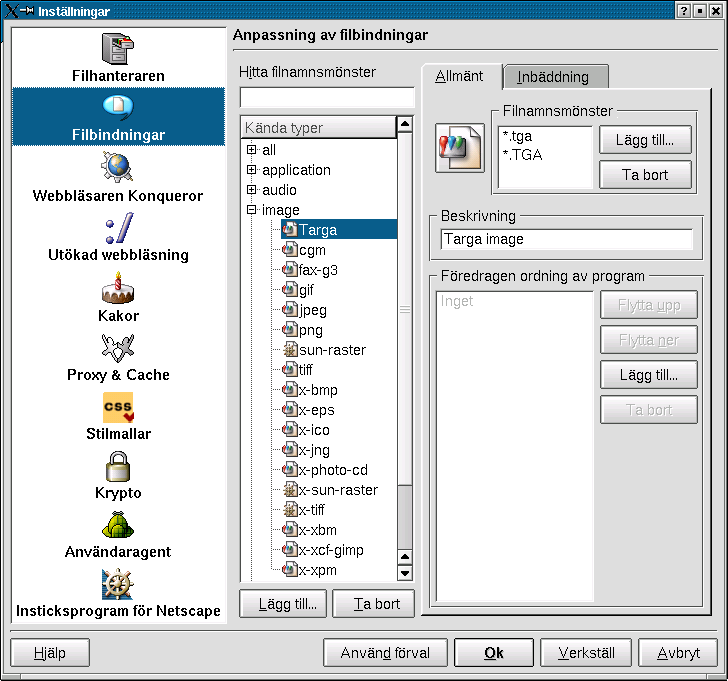 Inställningar
Filhanteraren
Filbindningar
Webbläsaren Konqueror
Utökad webbläsning
Kakor
Proxy & Cache
css
Stilmallar
Krypto
Användaragent
Insticksprogram för Netscape
Anpassning av filbindningar
Hitta filnamnsmönster
Kända typer
all
application
audio
image
Targa
cgm
fax-g3
gif
jpeg
png
sun-raster
tiff
x-bmp
x-eps
x-ico
x-jng
x-photo-cd
x-sun-raster
x-tiff
x-xbm
x-xcf-gimp
x-xpm
Lägg till... Ta bort
Allmänt Inbäddning
Filnamnsmönster
*.tga
*.TGA
Lägg till...
Ta bort
Beskrivning
Targa image
Föredragen ordning av program
Inget
Flytta upp
Flytta ner
Lägg till...
Ta bort
Hjälp Använd förval Ok Verkställ Avbryt